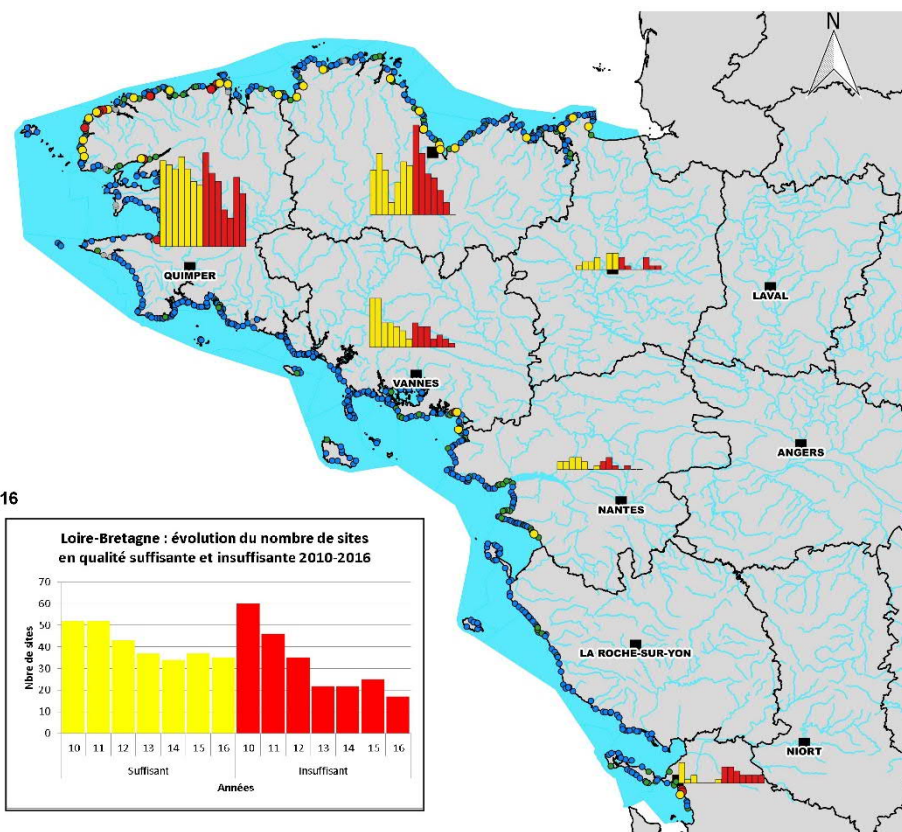 N
QUIMPER
LAVAL
VANNES
ANGERS
NANTES
16
Loire-Bretagne : évolution du nombre de sites
en qualité suffisante et insuffisante 2010-2016
Nbre de sites
70
60
50
40
30
20
10
0
10 11 12 13 14 15 16 10 11 12 13 14 15 16
Suffisant Insuffisant
Années
LA ROCHE-SUR-YON
NIORT